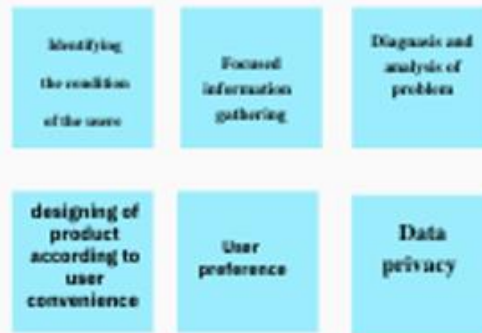 Identifying
the condition
of the users
Focused
information
gathering
Diagnosis and
analysis of
problem
designing of
product
according to
user
convenience
User
preference
Data
privacy